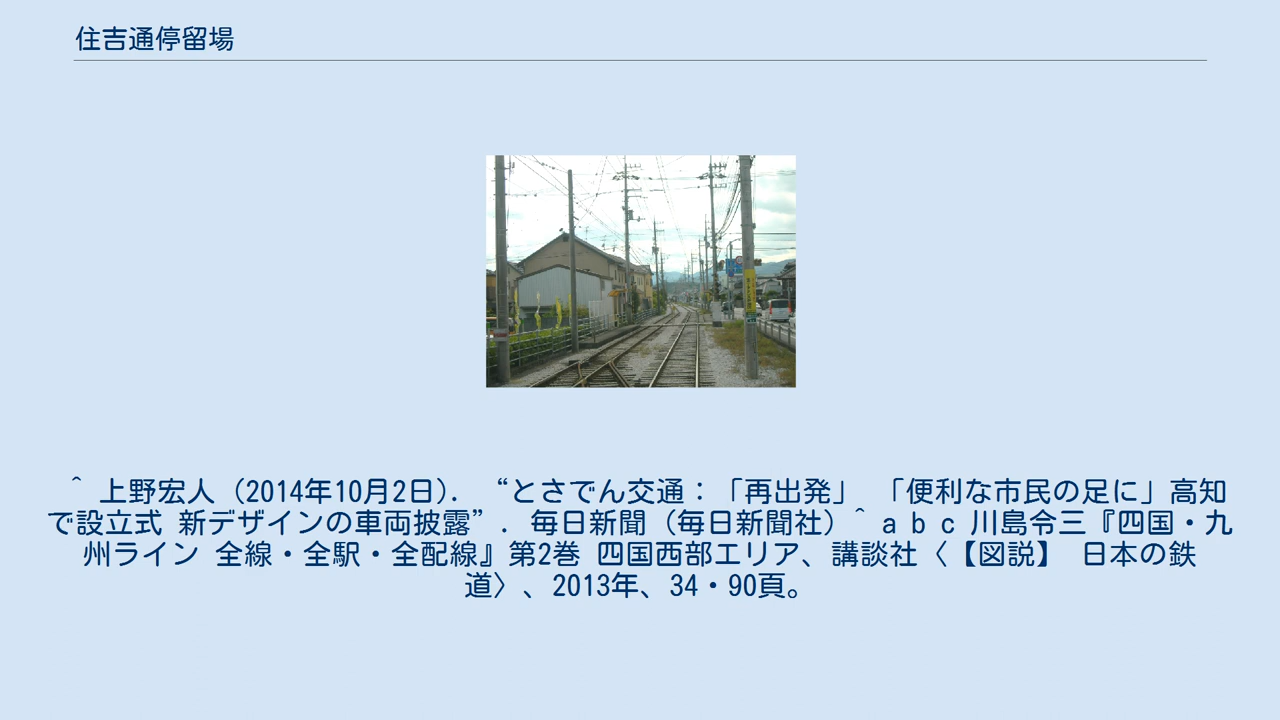 住吉通停留場
^ 上野宏人 (2014年10月2日). “とさでん交通：「再出発」 「便利な市民の足に」高知
で設立式 新デザインの車両披露”. 毎日新聞 (毎日新聞社) ^ a b c 川島令三『四国・九
州ライン 全線・全駅・全配線』第2巻 四国西部エリア、講談社〈【図説】 日本の鉄
道〉、2013年、34・90頁。